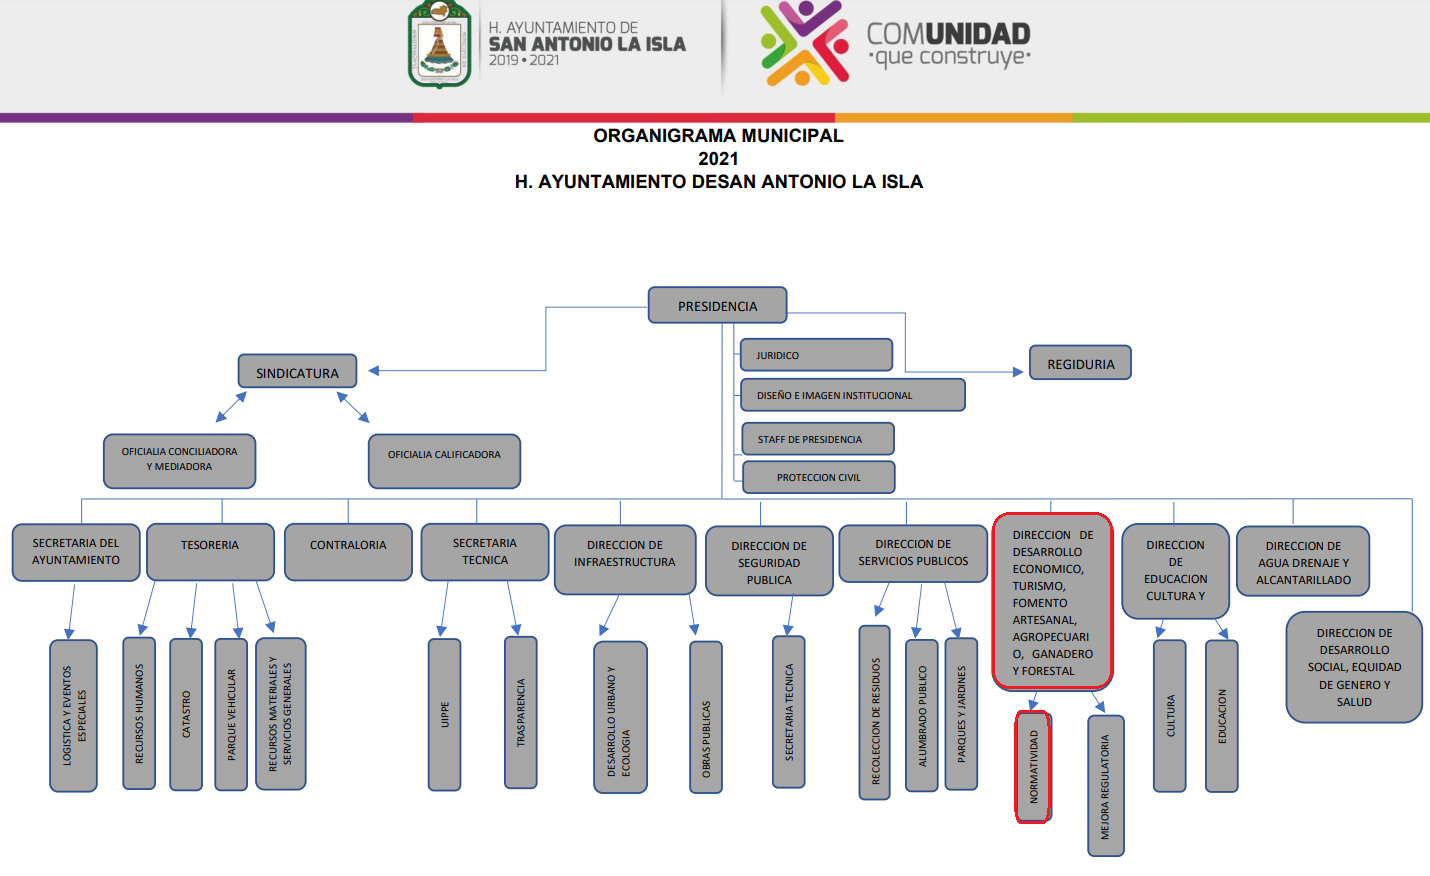 H. AYUNTAMIENTO DE
SAN ANTONIO LA ISLA
2019 • 2021
COMUNIDAD
·que construye·
ORGANIGRAMA MUNICIPAL
2021
H. AYUNTAMIENTO DESAN ANTONIO LA ISLA
PRESIDENCIA
JURIDICO
DISEÑO E IMAGEN INSTITUCIONAL
STAFF DE PRESIDENCIA
PROTECCION CIVIL
SINDICATURA
REGIDURIA
OFICIALIA CONCILIADORA
Y MEDIADORA
OFICIALIA CALIFICADORA
SECRETARIA DEL
AYUNTAMIENTO
TESORERIA
CONTRALORIA
SECRETARIA
TECNICA
DIRECCION DE
INFRAESTRUCTURA
DIRECCION DE
SEGURIDAD
PUBLICA
DIRECCION DE
SERVICIOS PUBLICOS
DIRECCION DE
DESARROLLO
ECONOMICO,
TURISMO,
FOMENTO
ARTESANAL,
AGROPECUARI
O, GANADERO
Y FORESTAL
DIRECCION
DE
EDUCACION
CULTURA Y
DIRECCION DE
AGUA DRENAJE Y
ALCANTARILLADO
DIRECCION DE
DESARROLLO
SOCIAL, EQUIDAD
DE GENERO Y
SALUD
LOGISTICA Y EVENTOS
ESPECIALES
RECURSOS HUMANOS
CATASTRO
PARQUE VEHICULAR
RECURSOS MATERIALES Y
SERVICIOS GENERALES
UIPPE
TRASPARENCIA
DESARROLLO URBANO Y
ECOLOGIA
OBRAS PUBLICAS
SECRETARIA TECNICA
RECOLECCION DE RESIDUOS
ALUMBRADO PUBLICO
PARQUES Y JARDINES
NORMATIVIDAD
MEJORA REGULATORIA
CULTURA
EDUCACION